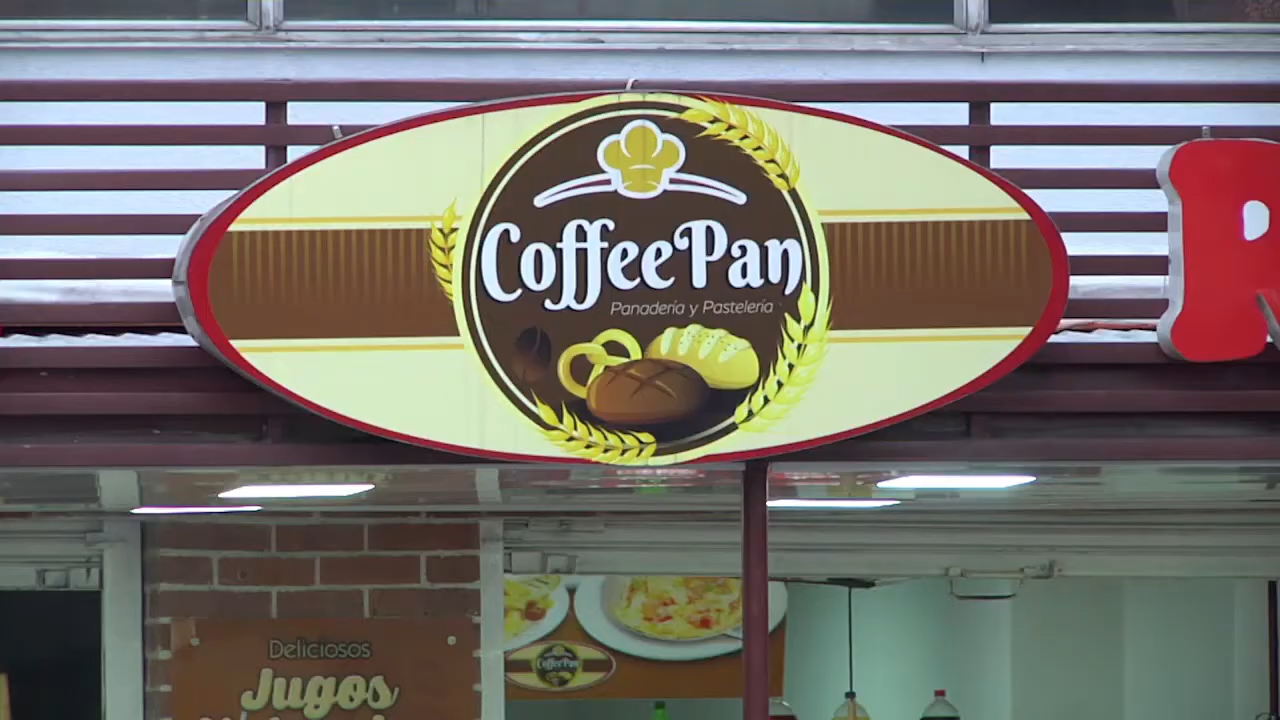 CoffeePan
Panadería y Pastelería
R
Deliciosos
Jugos
CoffeePan